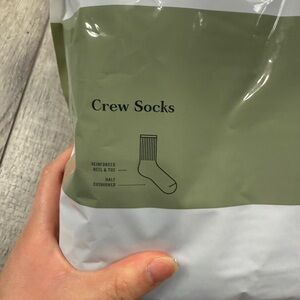 Crew Socks
REINFORCED
HEEL & TOE
HALF
CUSHIONED